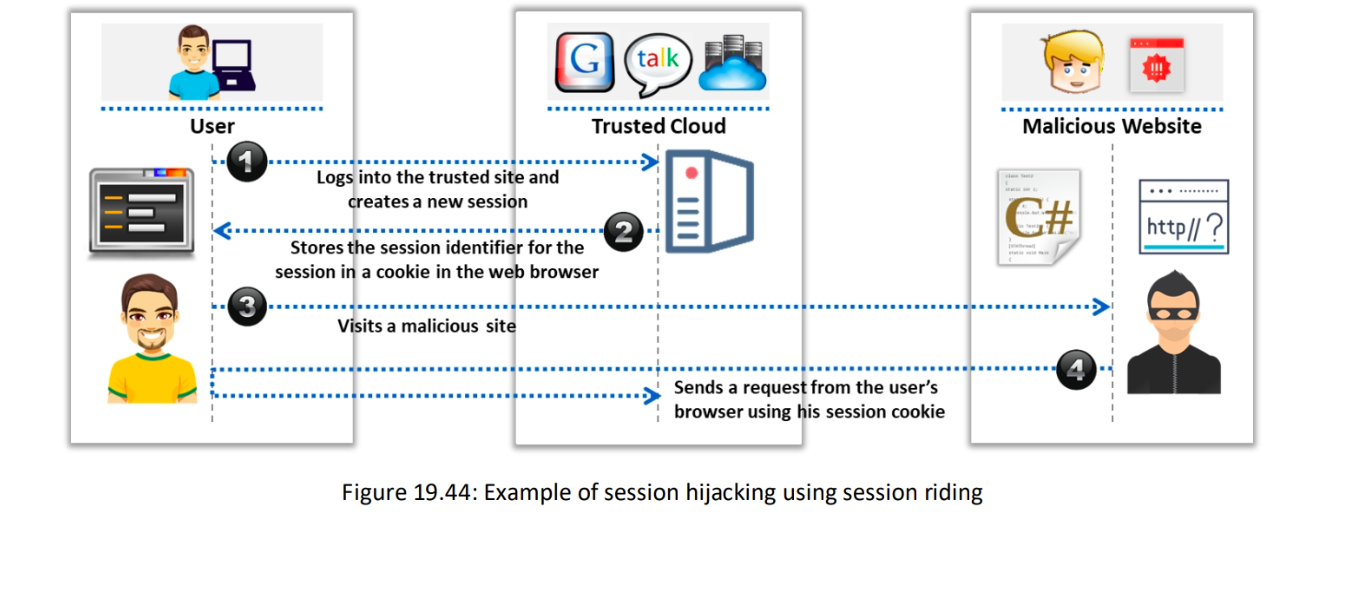 G
talk
User
Trusted Cloud
Malicious Website
1
Logs into the trusted site and
creates a new session
2
Stores the session identifier for the
session in a cookie in the web browser
C#
http// ?
3
Visits a malicious site
4
Sends a request from the user’s
browser using his session cookie
Figure 19.44: Example of session hijacking using session riding